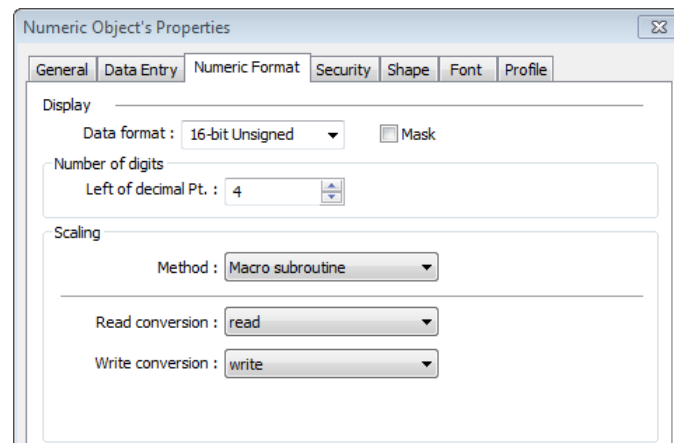 Numeric Object's Properties
General Data Entry Numeric Format Security Shape Font Profile
Display
Data format : 16-bit Unsigned Mask
Number of digits
Left of decimal Pt. : 4
Scaling
Method : Macro subroutine
Read conversion : read
Write conversion : write